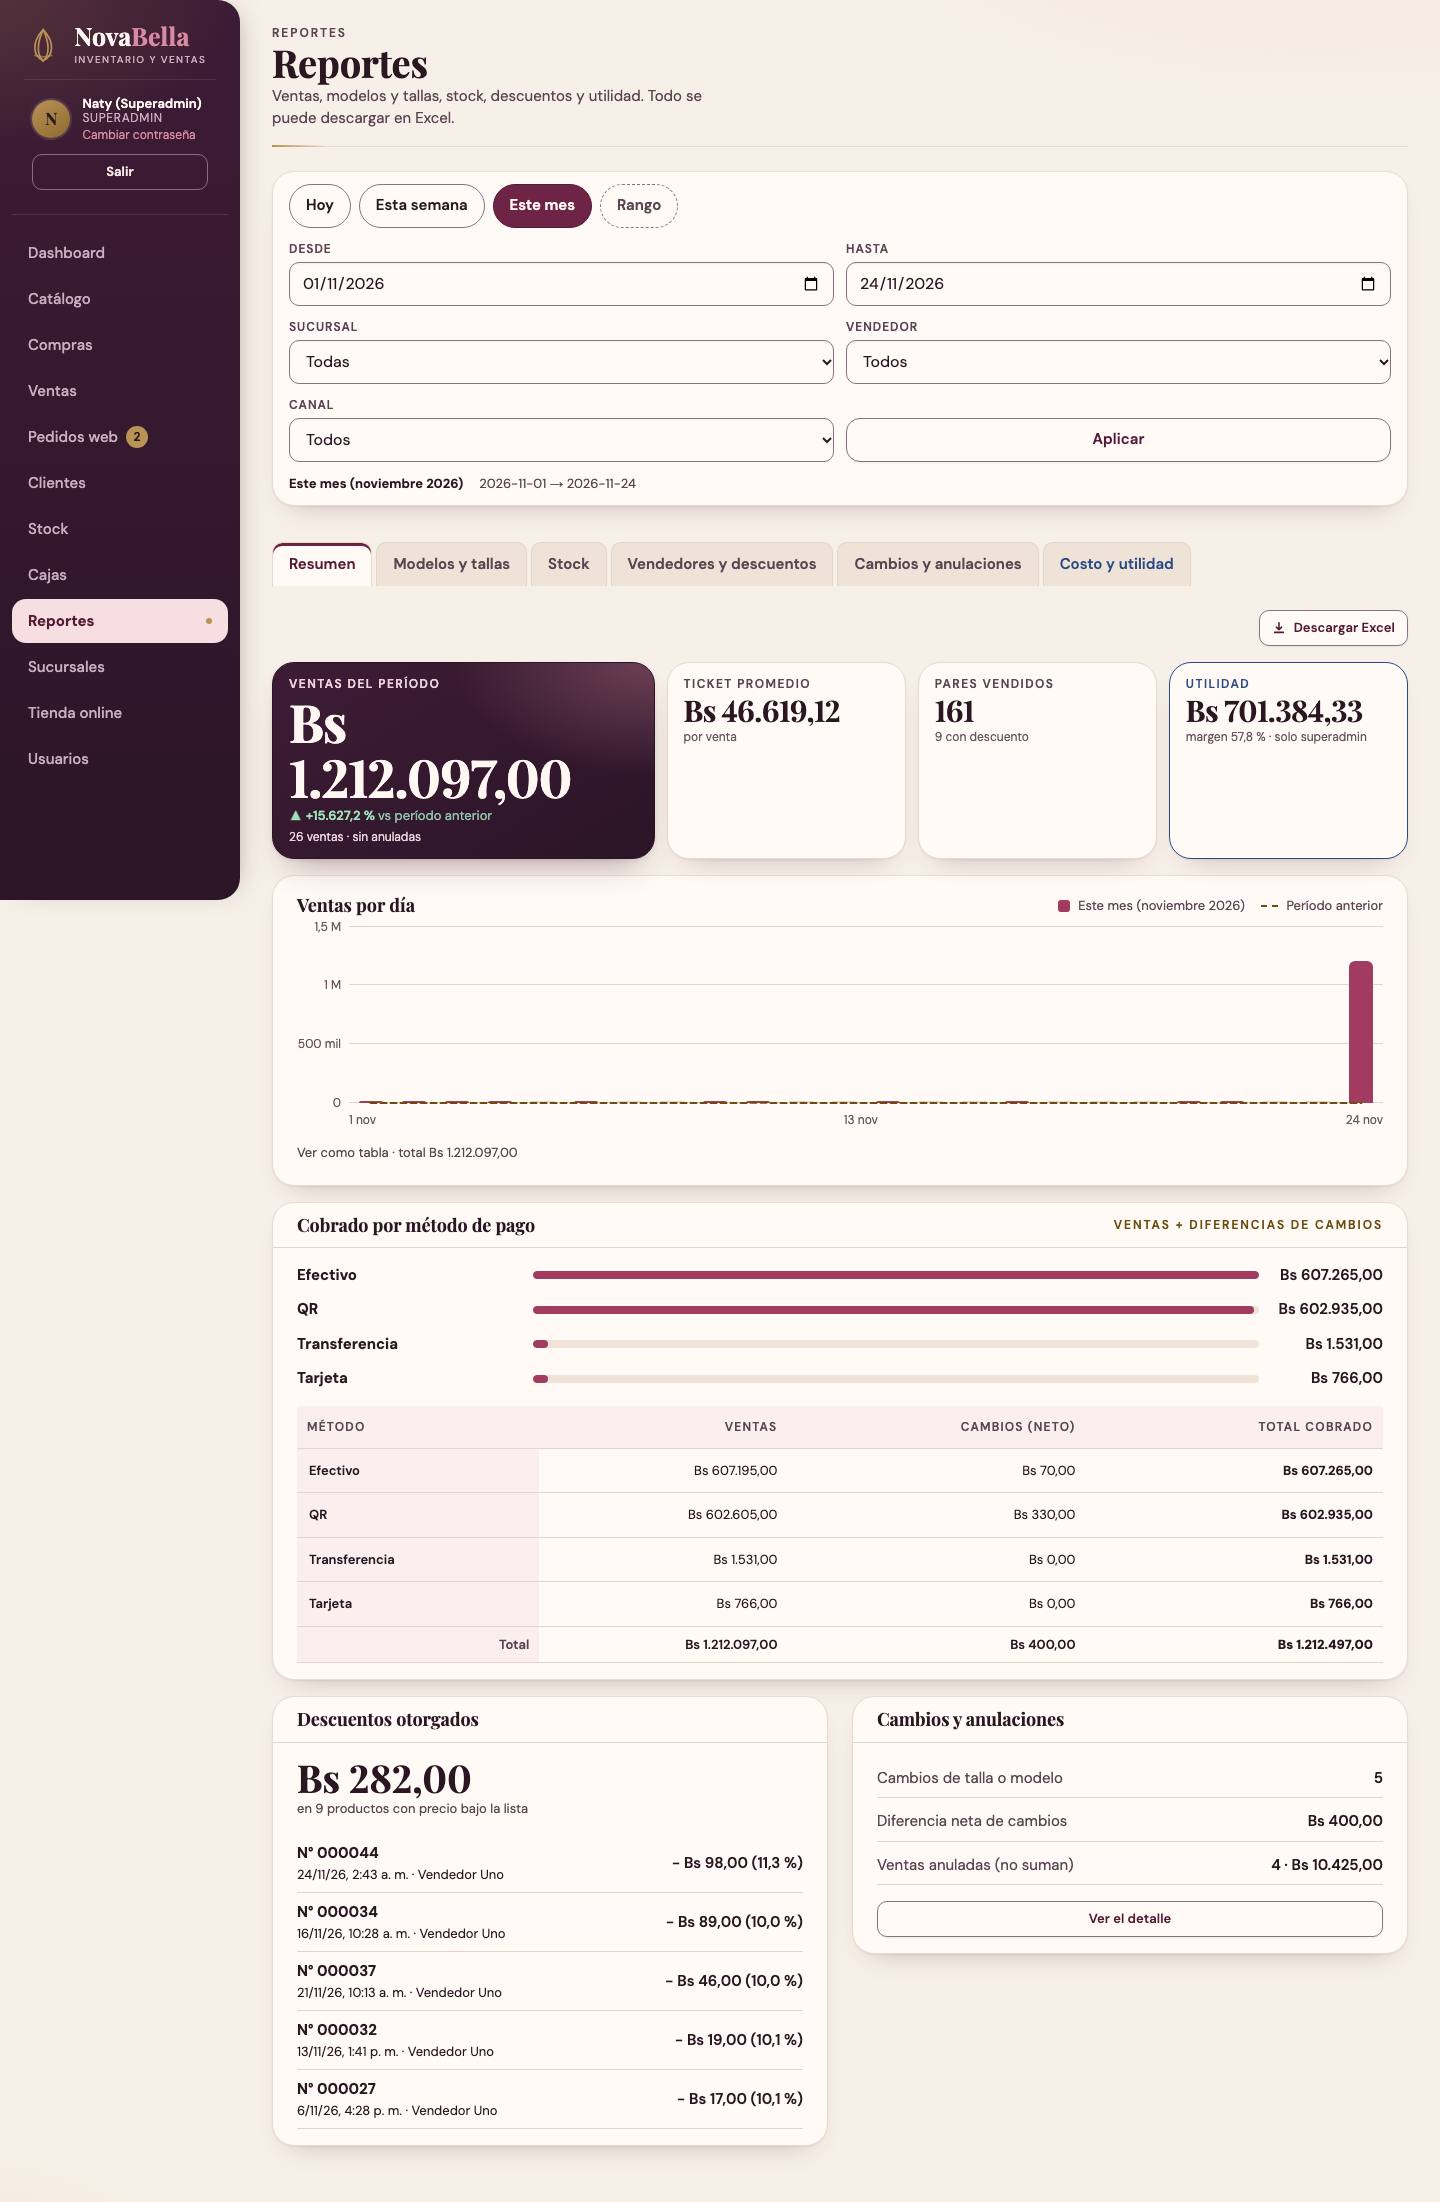 NovaBella
INVENTARIO Y VENTAS
N
Naty (Superadmin)
SUPERADMIN
Cambiar contraseña
Salir
Dashboard
Catálogo
Compras
Ventas
Pedidos web 2
Clientes
Stock
Cajas
Reportes
Sucursales
Tienda online
Usuarios
REPORTES
Reportes
Ventas, modelos y tallas, stock, descuentos y utilidad. Todo se
puede descargar en Excel.
Hoy Esta semana Este mes Rango
DESDE HASTA
01/11/2026 24/11/2026
SUCURSAL VENDEDOR
Todas Todos
CANAL
Todos Aplicar
Este mes (noviembre 2026) 2026-11-01 → 2026-11-24
Resumen Modelos y tallas Stock Vendedores y descuentos Cambios y anulaciones Costo y utilidad
Descargar Excel
VENTAS DEL PERÍODO
Bs
1.212.097,00
▲ +15.627,2 % vs período anterior
26 ventas · sin anuladas
TICKET PROMEDIO
Bs 46.619,12
por venta
PARES VENDIDOS
161
9 con descuento
UTILIDAD
Bs 701.384,33
margen 57,8 % · solo superadmin
Ventas por día
Este mes (noviembre 2026) Período anterior
1,5 M
1 M
500 mil
0
1 nov 13 nov 24 nov
Ver como tabla · total Bs 1.212.097,00
Cobrado por método de pago VENTAS + DIFERENCIAS DE CAMBIOS
Efectivo Bs 607.265,00
QR Bs 602.935,00
Transferencia Bs 1.531,00
Tarjeta Bs 766,00
MÉTODO VENTAS CAMBIOS (NETO) TOTAL COBRADO
Efectivo Bs 607.195,00 Bs 70,00 Bs 607.265,00
QR Bs 602.605,00 Bs 330,00 Bs 602.935,00
Transferencia Bs 1.531,00 Bs 0,00 Bs 1.531,00
Tarjeta Bs 766,00 Bs 0,00 Bs 766,00
Total Bs 1.212.097,00 Bs 400,00 Bs 1.212.497,00
Descuentos otorgados
Bs 282,00
en 9 productos con precio bajo la lista
N° 000044
24/11/26, 2:43 a. m. · Vendedor Uno
− Bs 98,00 (11,3 %)
N° 000034
16/11/26, 10:28 a. m. · Vendedor Uno
− Bs 89,00 (10,0 %)
N° 000037
21/11/26, 10:13 a. m. · Vendedor Uno
− Bs 46,00 (10,0 %)
N° 000032
13/11/26, 1:41 p. m. · Vendedor Uno
− Bs 19,00 (10,1 %)
N° 000027
6/11/26, 4:28 p. m. · Vendedor Uno
− Bs 17,00 (10,1 %)
Cambios y anulaciones
Cambios de talla o modelo 5
Diferencia neta de cambios Bs 400,00
Ventas anuladas (no suman) 4 · Bs 10.425,00
Ver el detalle